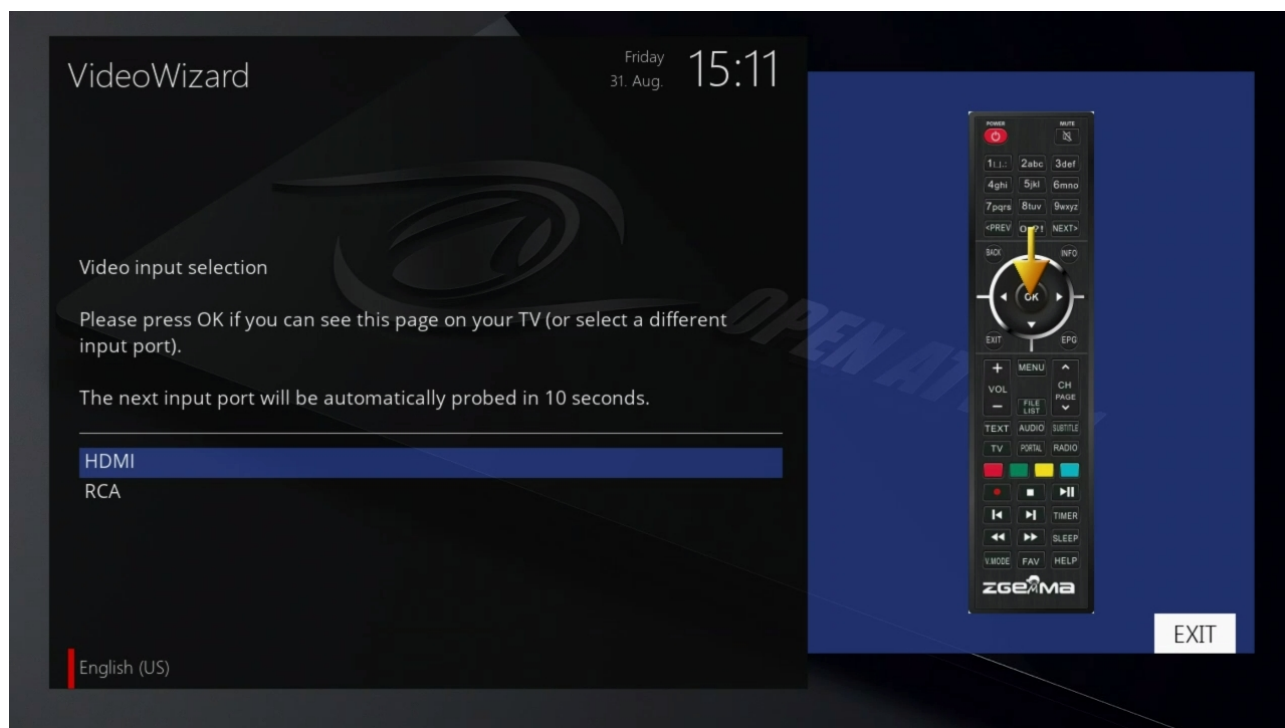 VideoWizard
Friday
31. Aug.
15:11
Video input selection
Please press OK if you can see this page on your TV (or select a different
input port).
The next input port will be automatically probed in 10 seconds.
HDMI
RCA
English (US)
OPEN AT
POWER MUTE
2abc 3def
4ghi 5jkl 6mno
7pqrs 8tuv 9wxyz
<PREV NEXT>
BACK INFO
OK
EXIT EPG
+ MENU
VOL CH
PAGE
- FILE
LIST
TEXT AUDIO SUBTITLE
TV PORTAL RADIO
TIMER
SLEEP
V.MODE FAV HELP
ZGEMMA
EXIT